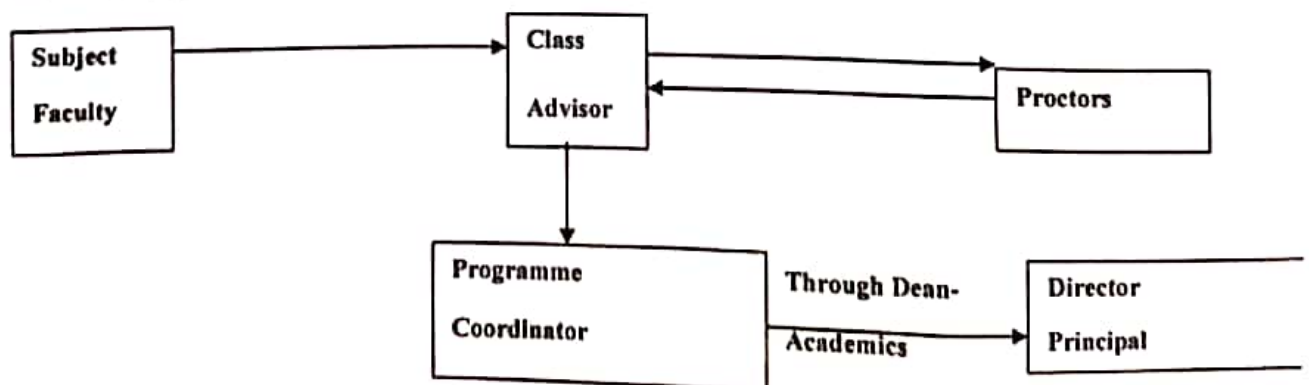 Subject
Faculty
Class
Advisor
Proctors
Programme
Coordinator
Through Dean-
Academics
Director
Principal